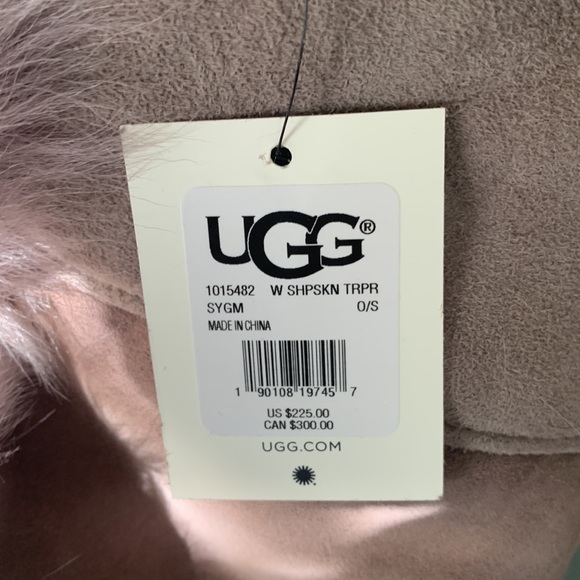 UGG®
1015482 W SHPSKN TRPR
SYGM O/S
MADE IN CHINA
1 90108 19745 7
US $225.00
CAN $300.00
UGG.COM